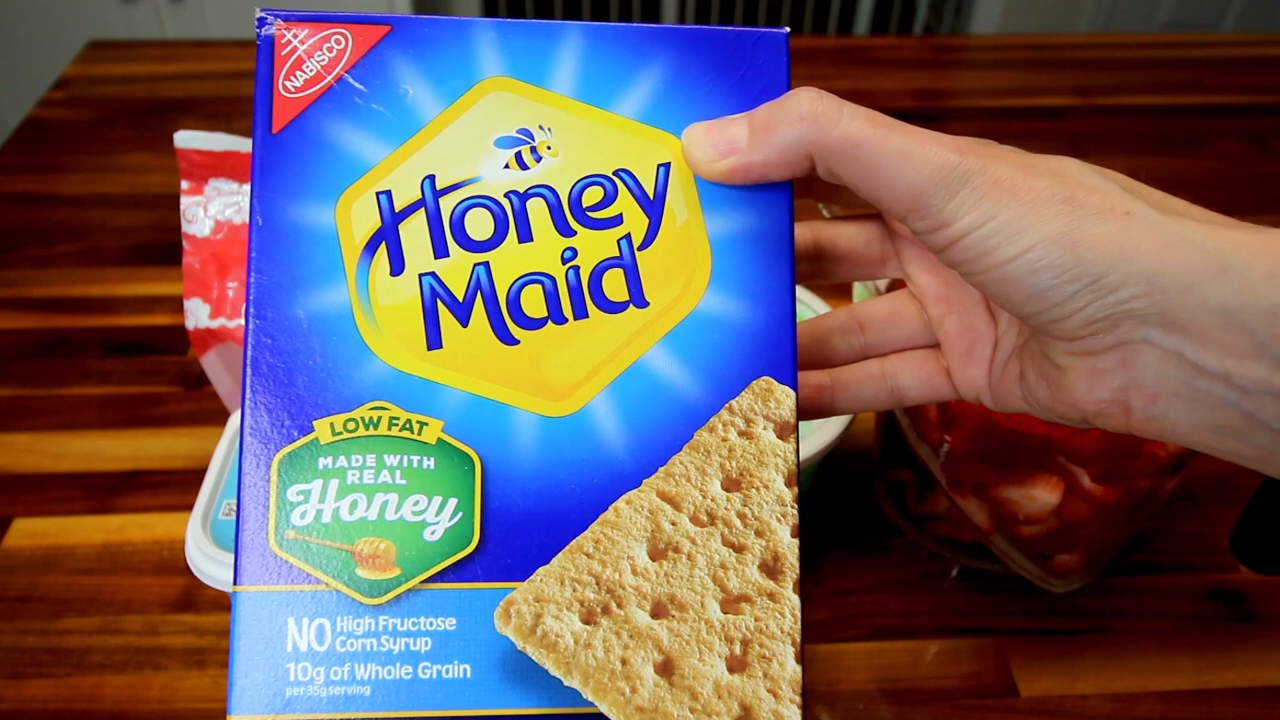 NABISCO
Honey
Maid
LOW FAT
MADE WITH
REAL
Honey
NO High Fructose
Corn Syrup
10g of Whole Grain
per 35g serving